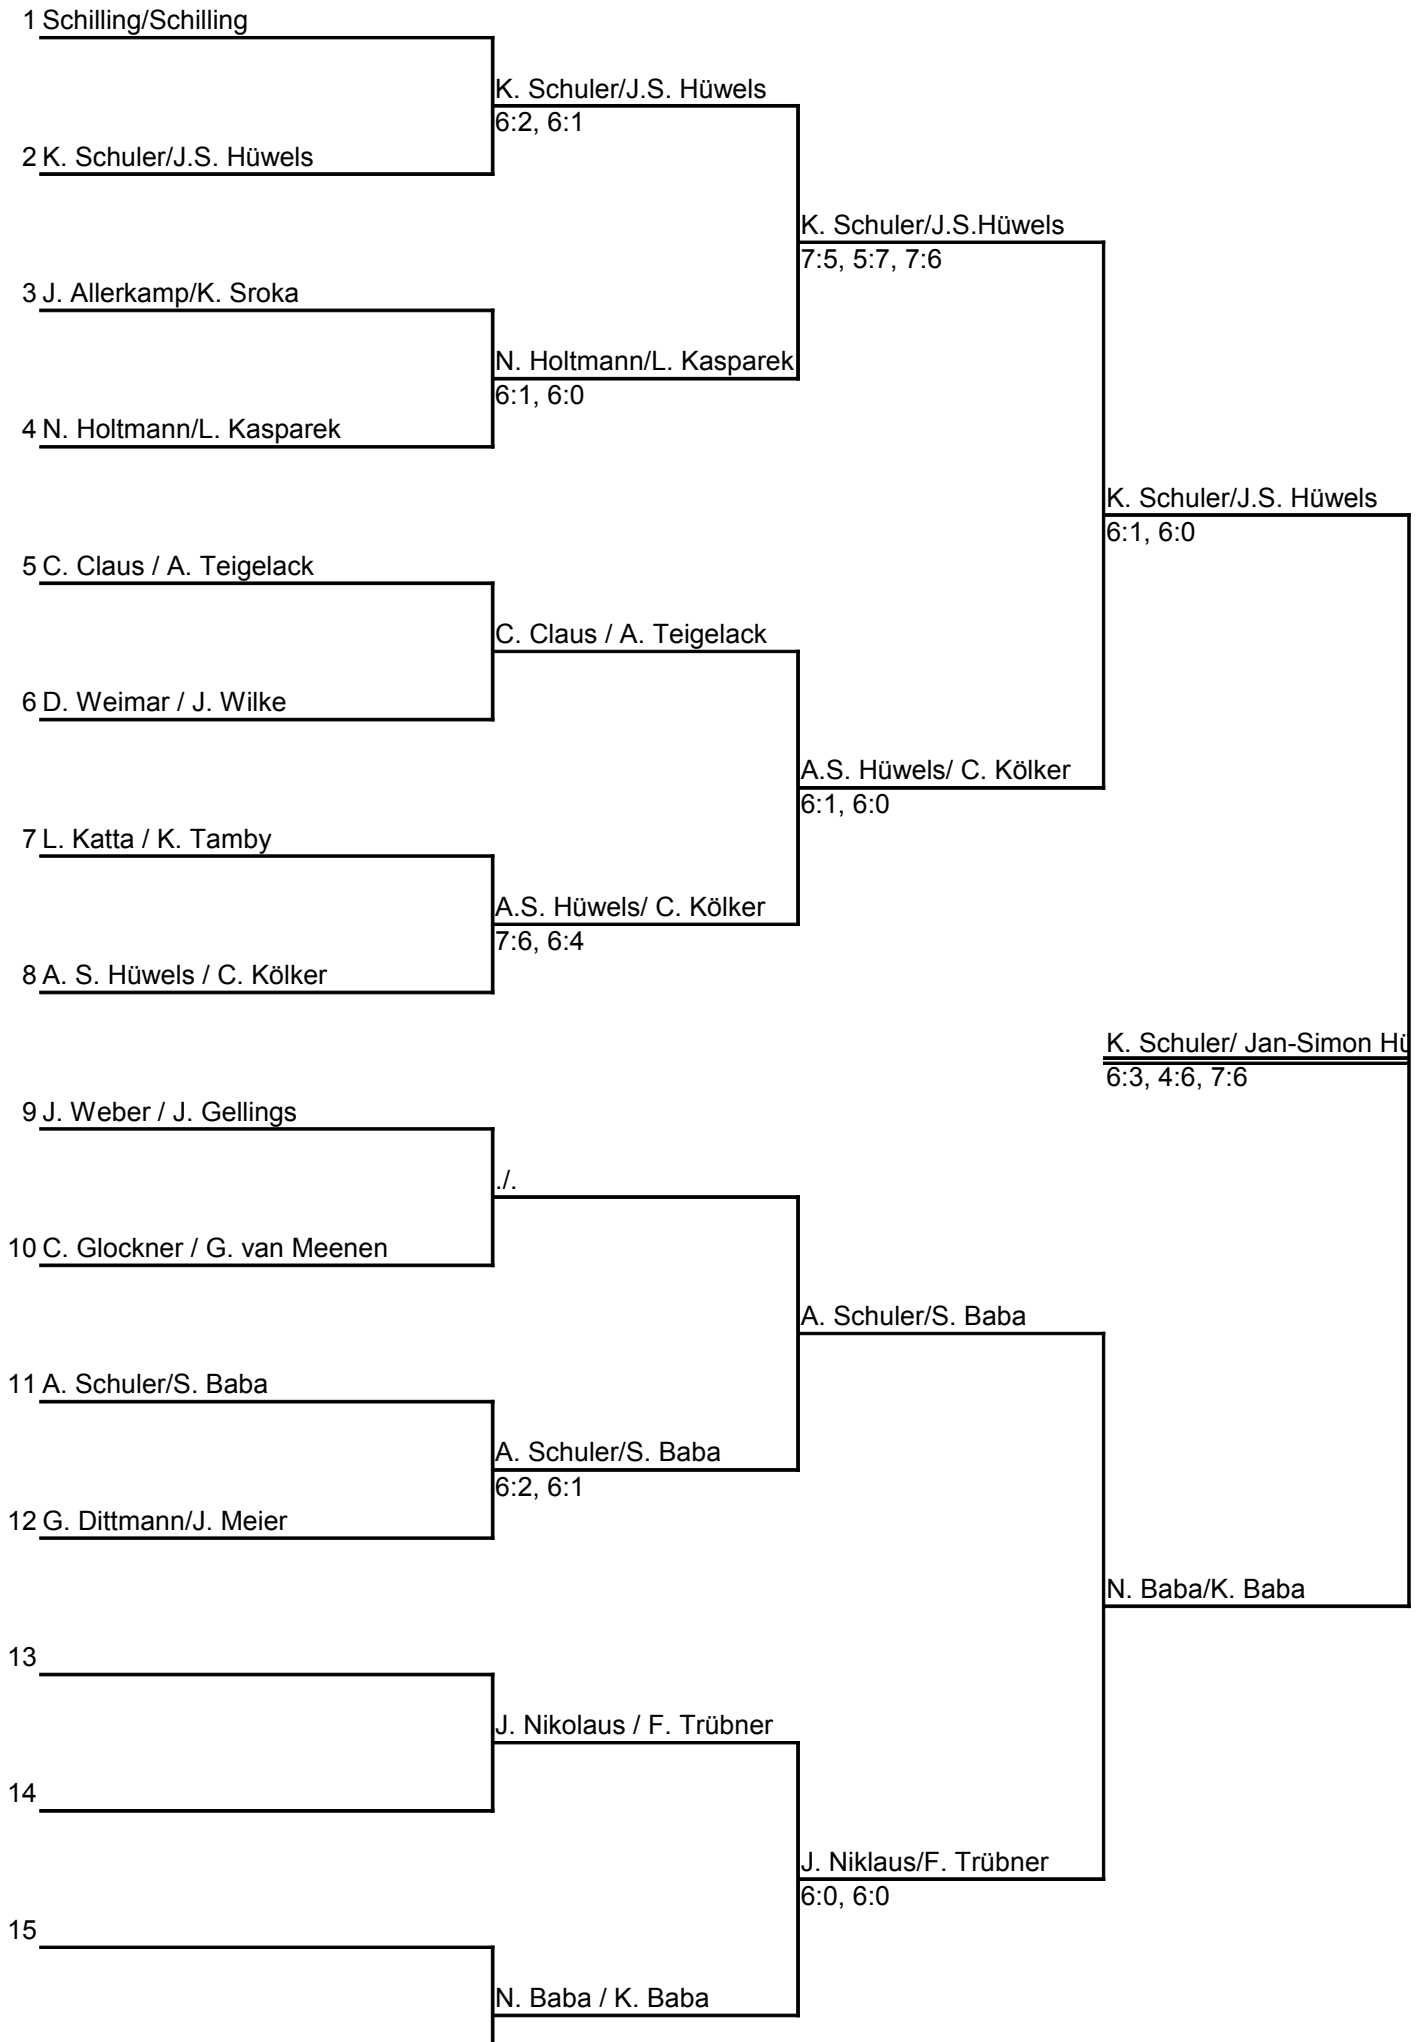 1 Schilling/Schilling
K. Schuler/J.S. Hüwels
6:2, 6:1
2 K. Schuler/J.S. Hüwels
K. Schuler/J.S.Hüwels
7:5, 5:7, 7:6
3 J. Allerkamp/K. Sroka
N. Holtmann/L. Kasparek
6:1, 6:0
4 N. Holtmann/L. Kasparek
K. Schuler/J.S. Hüwels
6:1, 6:0
5 C. Claus / A. Teigelack
C. Claus / A. Teigelack
6 D. Weimar / J. Wilke
A.S. Hüwels/ C. Kölker
6:1, 6:0
7 L. Katta / K. Tamby
A.S. Hüwels/ C. Kölker
7:6, 6:4
8 A. S. Hüwels / C. Kölker
K. Schuler/ Jan-Simon Hü
6:3, 4:6, 7:6
9 J. Weber / J. Gellings
./.
10 C. Glockner / G. van Meenen
A. Schuler/S. Baba
11 A. Schuler/S. Baba
A. Schuler/S. Baba
6:2, 6:1
12 G. Dittmann/J. Meier
N. Baba/K. Baba
13
J. Nikolaus / F. Trübner
14
J. Niklaus/F. Trübner
6:0, 6:0
15
N. Baba / K. Baba